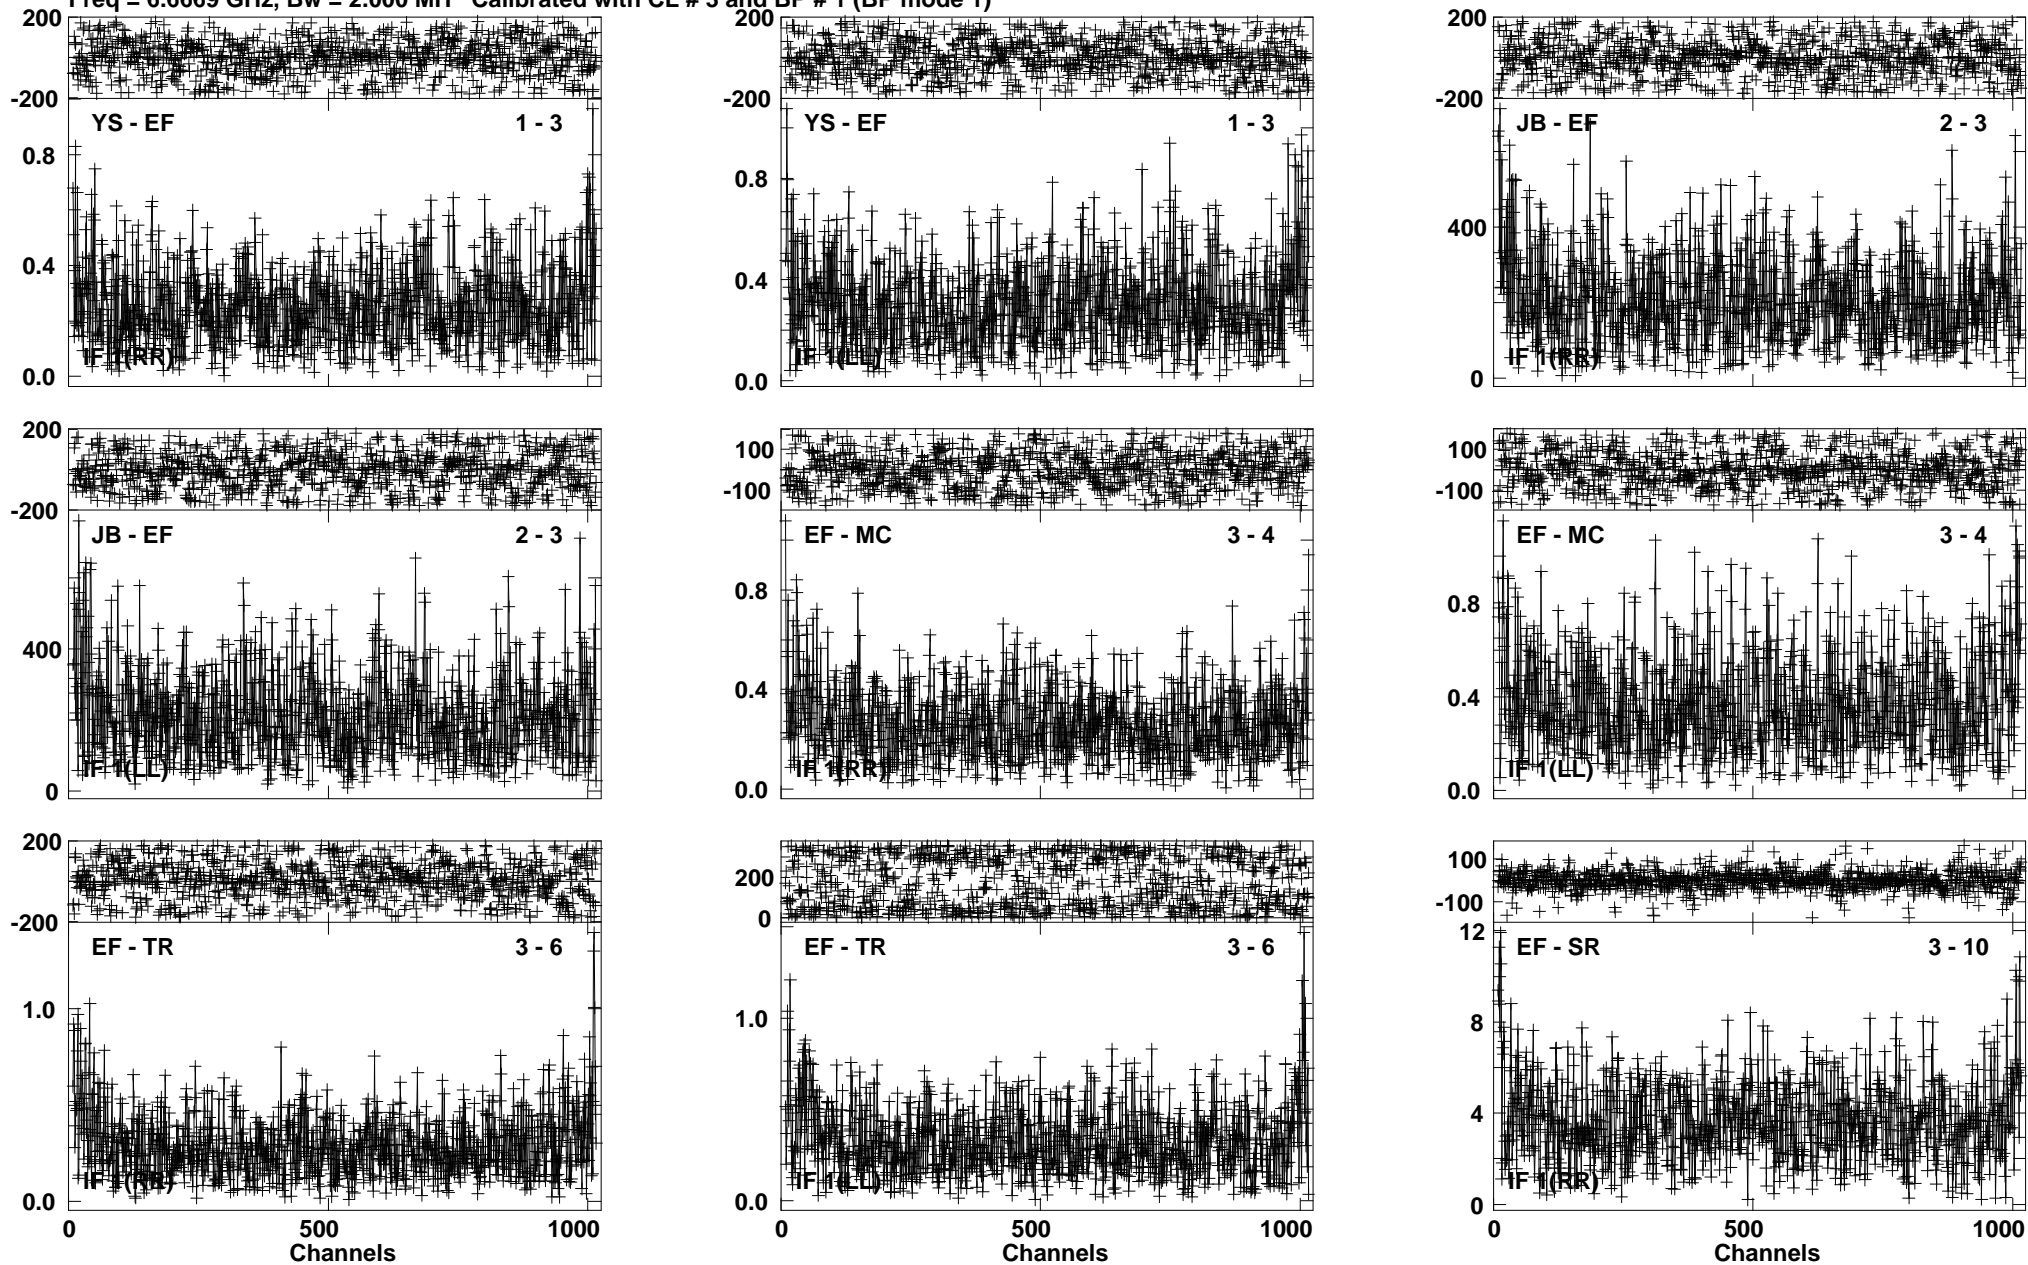 Freq = 6.6669 GHz, Bw = 2.000 MH Calibrated with CL # 3 and BP # 1 (BP mode 1)
200
-200
YS - EF 1 - 3
0.8
0.4
0.0
IF 1(RR)
200
-200
YS - EF 1 - 3
0.8
0.4
0.0
IF 1(LL)
200
-200
JB - EF 2 - 3
400
0
IF 1(RR)
200
-200
JB - EF 2 - 3
400
0
IF 1(LL)
100
-100
EF - MC 3 - 4
0.8
0.4
0.0
IF 1(RR)
100
-100
EF - MC 3 - 4
0.8
0.4
0.0
IF 1(LL)
200
-200
EF - TR 3 - 6
1.0
0.0
IF 1(RR)
0 500 1000
Channels
200
0
EF - TR 3 - 6
1.0
0.0
IF 1(LL)
0 500 1000
Channels
100
-100
12
EF - SR 3 - 10
8
4
0
IF 1(RR)
0 500 1000
Channels